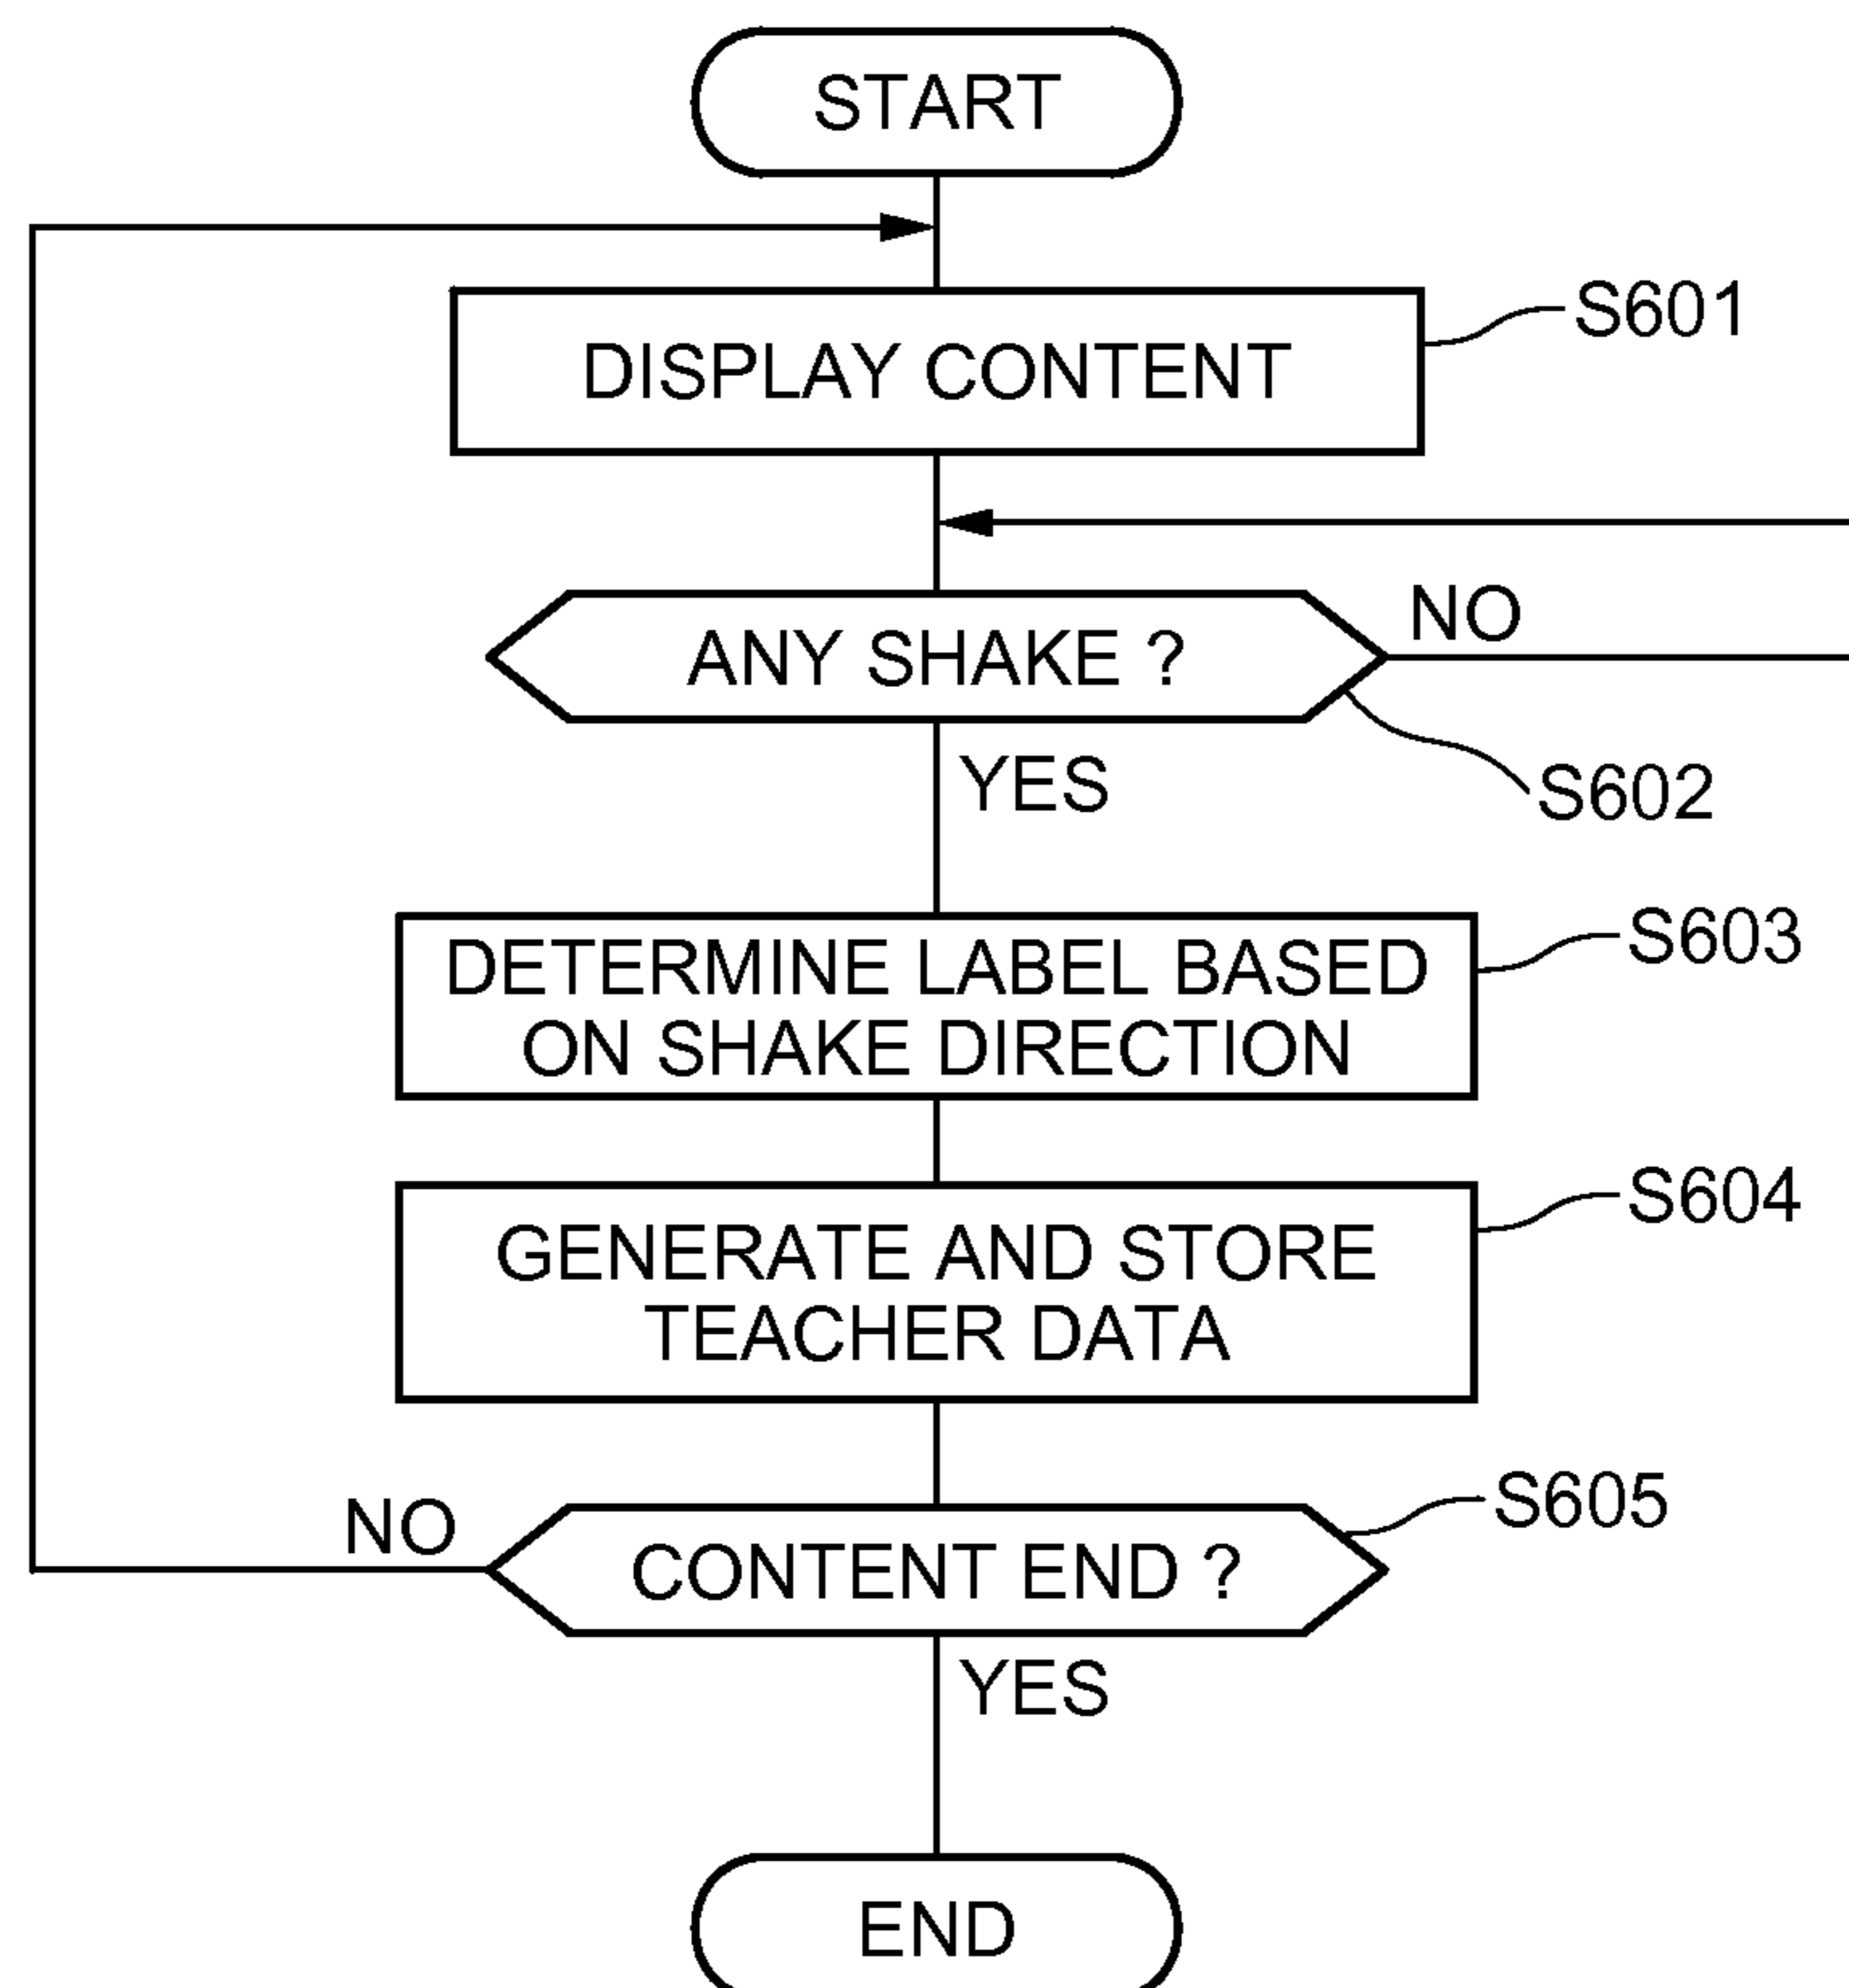 START
DISPLAY CONTENT
S601
ANY SHAKE ?
NO
YES
S602
DETERMINE LABEL BASED
ON SHAKE DIRECTION
S603
GENERATE AND STORE
TEACHER DATA
S604
CONTENT END ?
S605
NO
YES
END